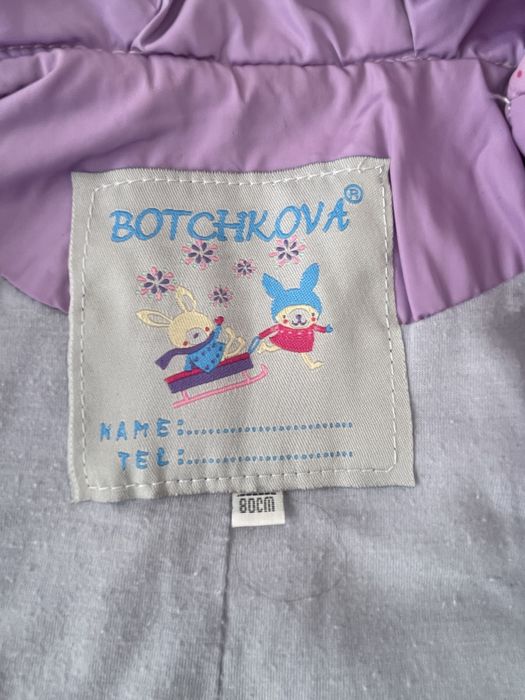 BOTCHKOVA®
NAME:........................
TEL:........................
80CM